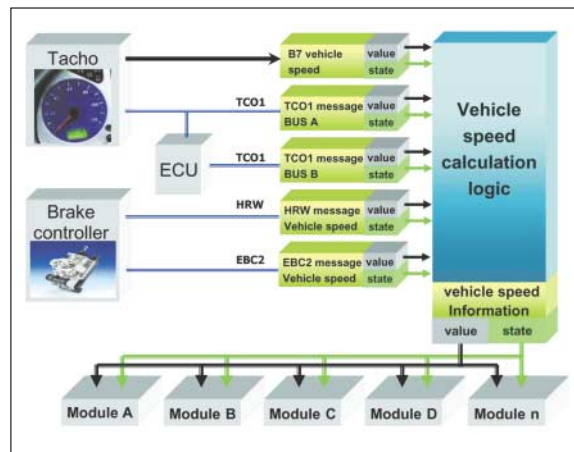 Tacho
B7 vehicle
speed
value
state
TCO1
TCO1 message
BUS A
value
state
ECU
TCO1
TCO1 message
BUS B
value
state
Brake
controller
HRW
HRW message
Vehicle speed
value
state
EBC2
EBC2 message
Vehicle speed
value
state
Vehicle
speed
calculation
logic
vehicle speed
Information
value
state
Module A
Module B
Module C
Module D
Module n